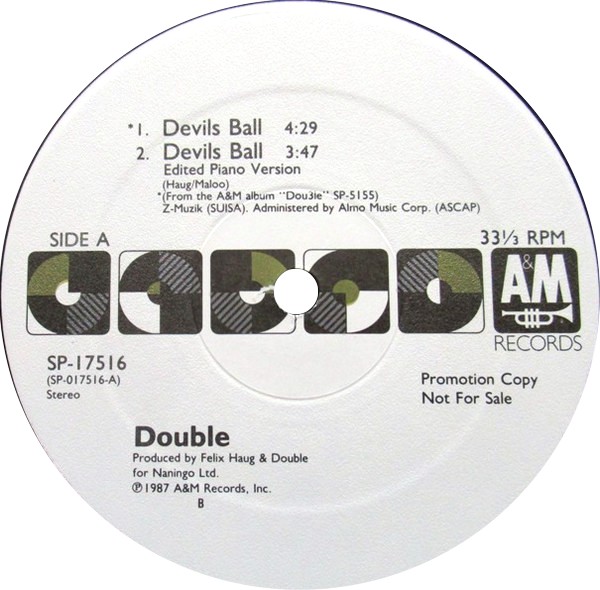 *1. Devils Ball 4:29
2. Devils Ball 3:47
Edited Piano Version
(Haug/Maloo)
*(From the A&M album "Dou3le" SP-5155)
Z-Muzik (SUISA). Administered by Almo Music Corp. (ASCAP)
SIDE A
33⅓ RPM
A&M
RECORDS
SP-17516
(SP-017516-A)
Stereo
Promotion Copy
Not For Sale
Double
Produced by Felix Haug & Double
for Naningo Ltd.
℗1987 A&M Records, Inc.
B